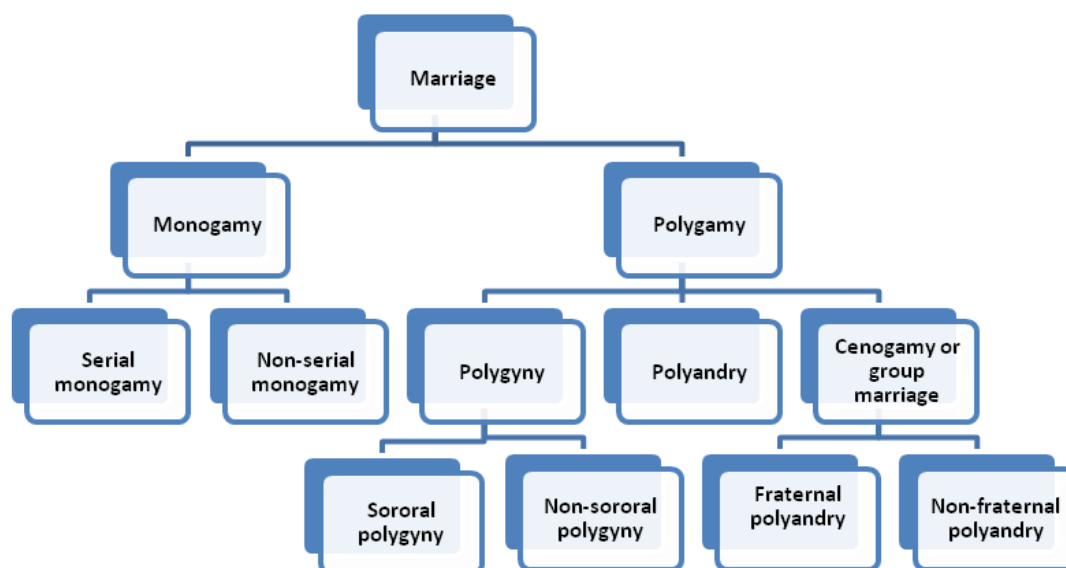 Marriage
Monogamy
Polygamy
Serial
monogamy
Non-serial
monogamy
Polygyny
Polyandry
Cenogamy or
group
marriage
Sororal
polygyny
Non-sororal
polygyny
Fraternal
polyandry
Non-fraternal
polyandry